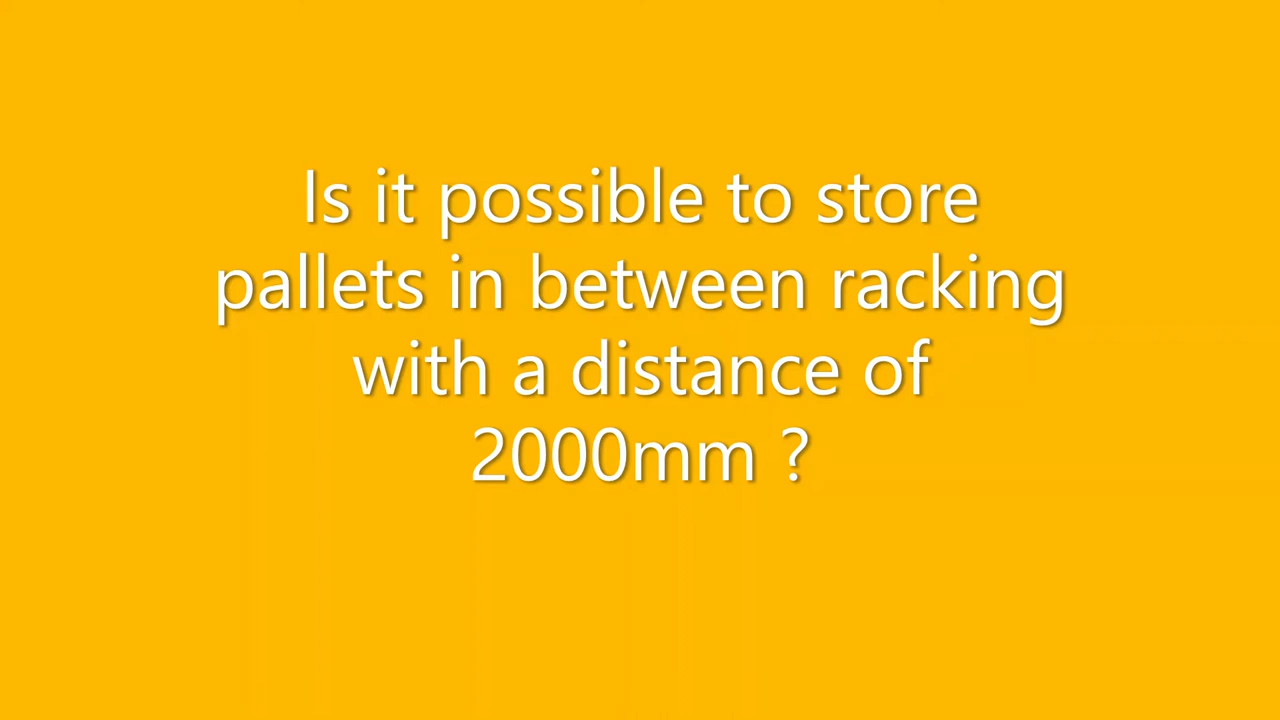 Is it possible to store
pallets in between racking
with a distance of
2000mm ?